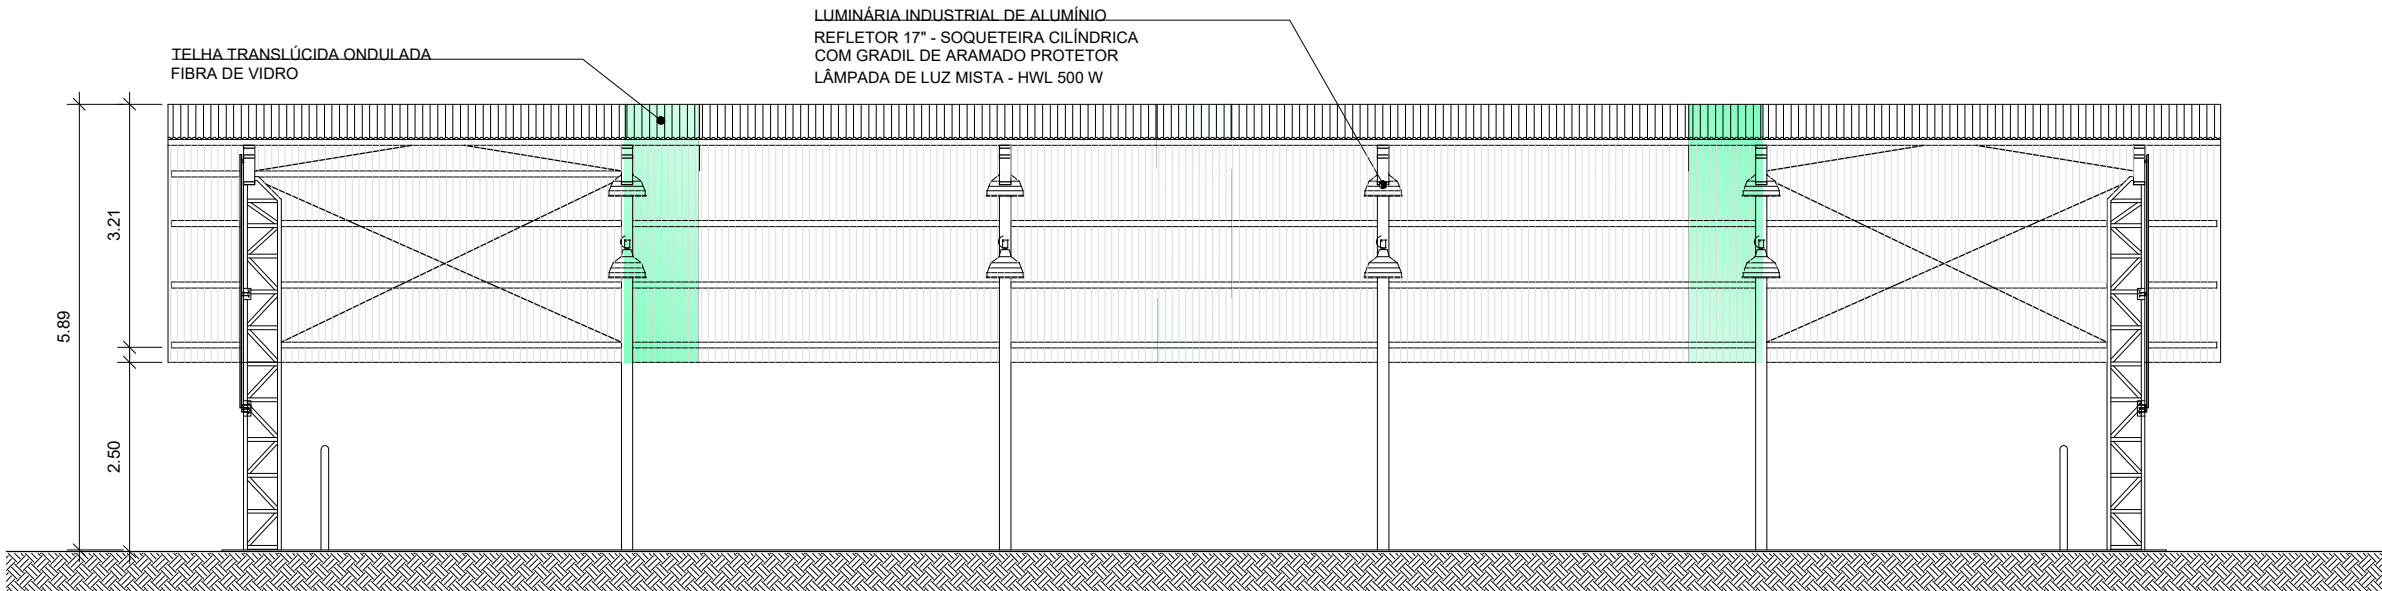 LUMINÁRIA INDUSTRIAL DE ALUMÍNIO
REFLETOR 17" - SOQUETEIRA CILÍNDRICA
COM GRADIL DE ARAMADO PROTETOR
LÂMPADA DE LUZ MISTA - HWL 500 W
TELHA TRANSLÚCIDA ONDULADA
FIBRA DE VIDRO
3.21
5.89
2.50